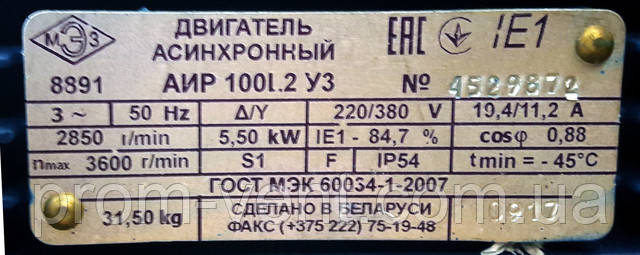 МЭЗ ДВИГАТЕЛЬ АСИНХРОННЫЙ EAC IE1
8891 АИР 100L2 У3 № 4529872
3 ~ 50 Hz Δ/Y 220/380 V 19,4/11,2 A
2850 r/min 5,50 kW IE1 - 84,7 % cosφ 0,88
nmax 3600 r/min S1 F IP54 tmin = - 45°C
ГОСТ МЭК 60034-1-2007
31,50 kg СДЕЛАНО В БЕЛАРУСИ 0917
ФАКС (+375 222) 75-19-48